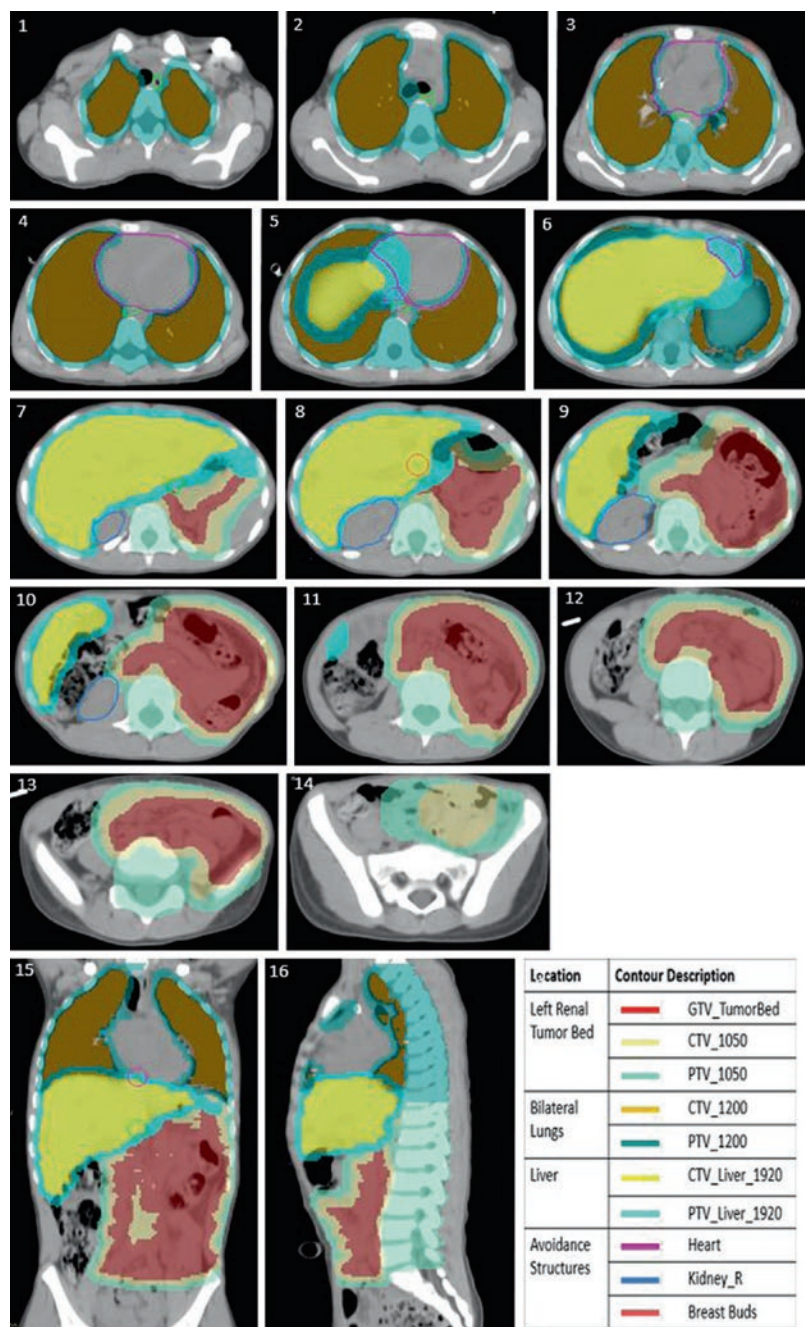 1
2
3
4
5
6
7
8
9
10
11
12
13
14
15
16
Location Contour Description
Left Renal Tumor Bed
GTV_TumorBed
CTV_1050
PTV_1050
Bilateral Lungs
CTV_1200
PTV_1200
Liver
CTV_Liver_1920
PTV_Liver_1920
Avoidance Structures
Heart
Kidney_R
Breast Buds